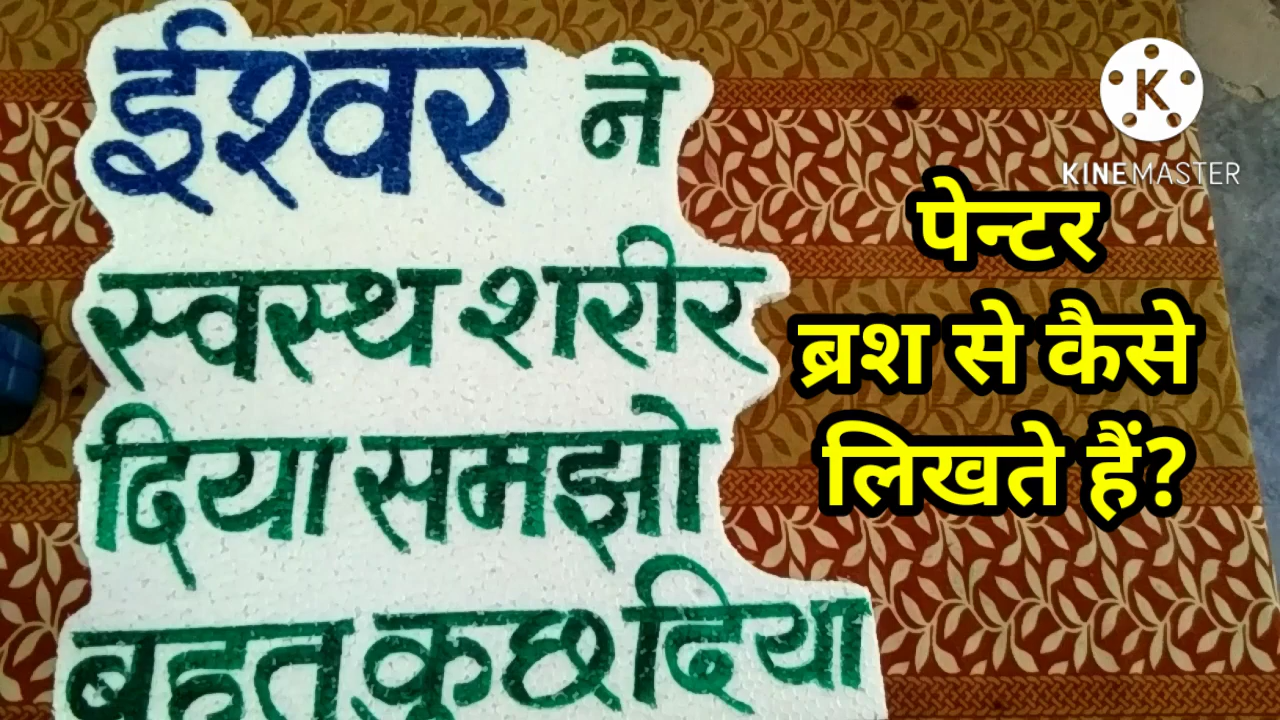 ईश्वर ने
स्वस्थ शरीर
दिया समझो
बहुत कुछ दिया
K
KINEMASTER
पेन्टर
ब्रश से कैसे
लिखते हैं?